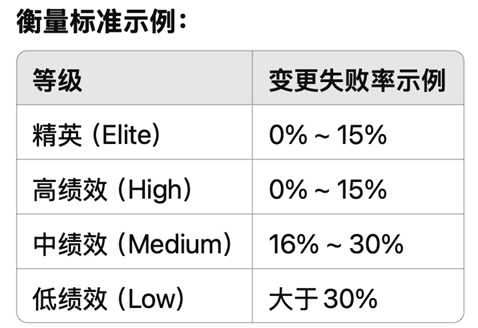 衡量标准示例：
等级 变更失败率示例
精英（Elite） 0% ~ 15%
高绩效（High） 0% ~ 15%
中绩效（Medium） 16% ~ 30%
低绩效（Low） 大于 30%